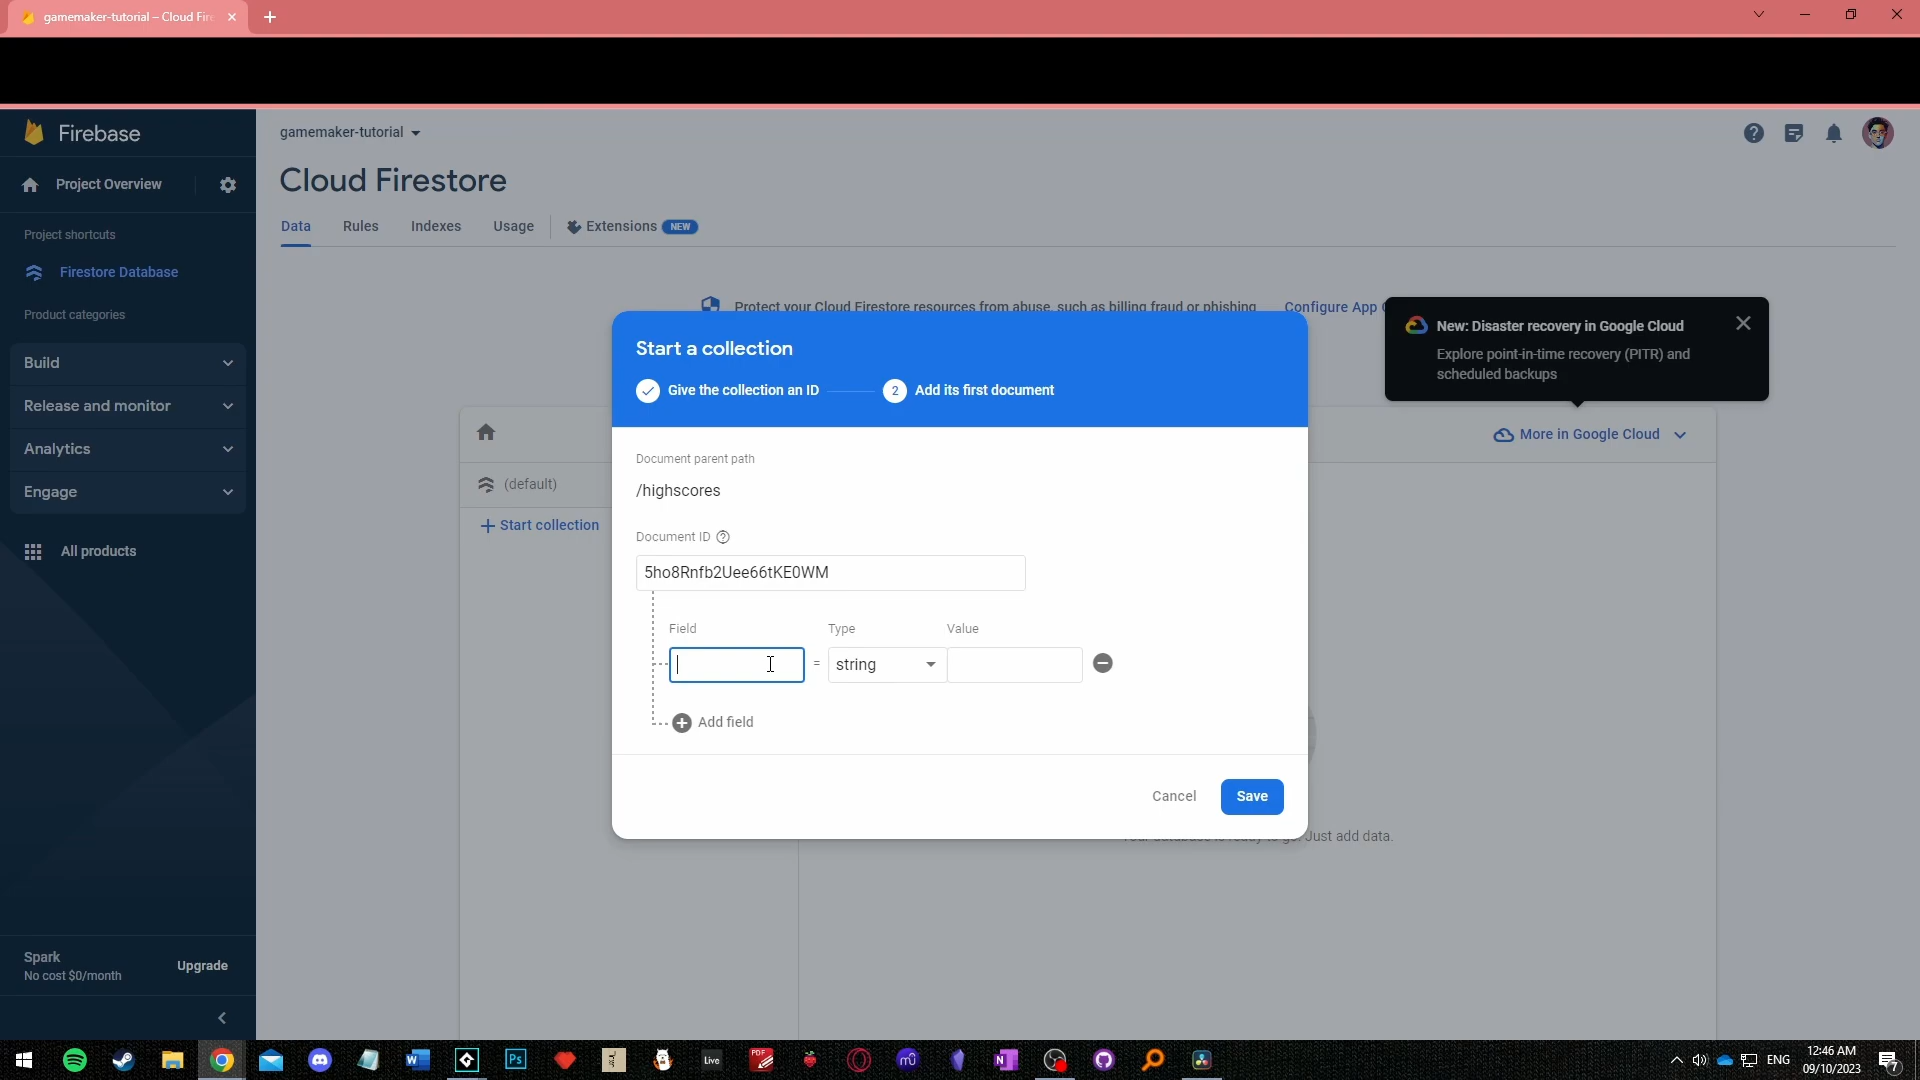 gamemaker-tutorial – Cloud Fire
Firebase
gamemaker-tutorial
Project Overview
Cloud Firestore
Data
Rules
Indexes
Usage
Extensions
NEW
Project shortcuts
Firestore Database
Product categories
Build
Release and monitor
Analytics
Engage
All products
Protect your Cloud Firestore resources from abuse, such as billing fraud or phishing
Configure App
New: Disaster recovery in Google Cloud
Explore point-in-time recovery (PITR) and
scheduled backups
More in Google Cloud
(default)
Start collection
Start a collection
Give the collection an ID
2
Add its first document
Document parent path
/highscores
Document ID
5ho8Rnfb2Uee66tKE0WM
Field
Type
Value
=
string
Add field
Cancel
Save
Just add data.
Spark
No cost $0/month
Upgrade
W
Ps
Live
PDF
mû
N
ENG
12:46 AM
09/10/2023
7